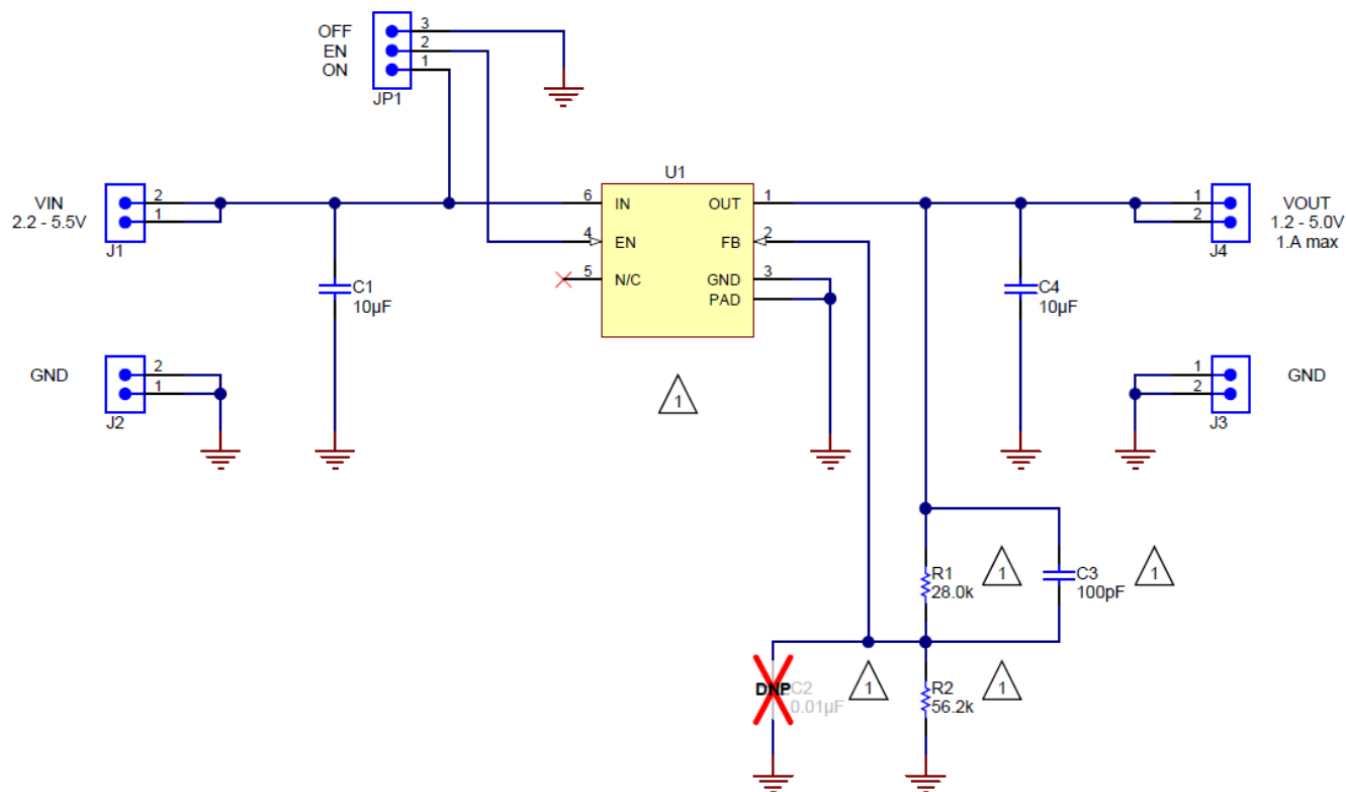 OFF
EN
ON
3
2
1
JP1
U1
VIN
2.2 - 5.5V
2
1
J1
6
IN
OUT
1
4
EN
FB
2
5
N/C
GND
3
PAD
1
2
VOUT
1.2 - 5.0V
1.A max
J4
C1
10µF
C4
10µF
GND
2
1
J2
1
1
2
GND
J3
R1
28.0k
1
C3
100pF
1
DNP
C2
0.01µF
1
R2
56.2k
1